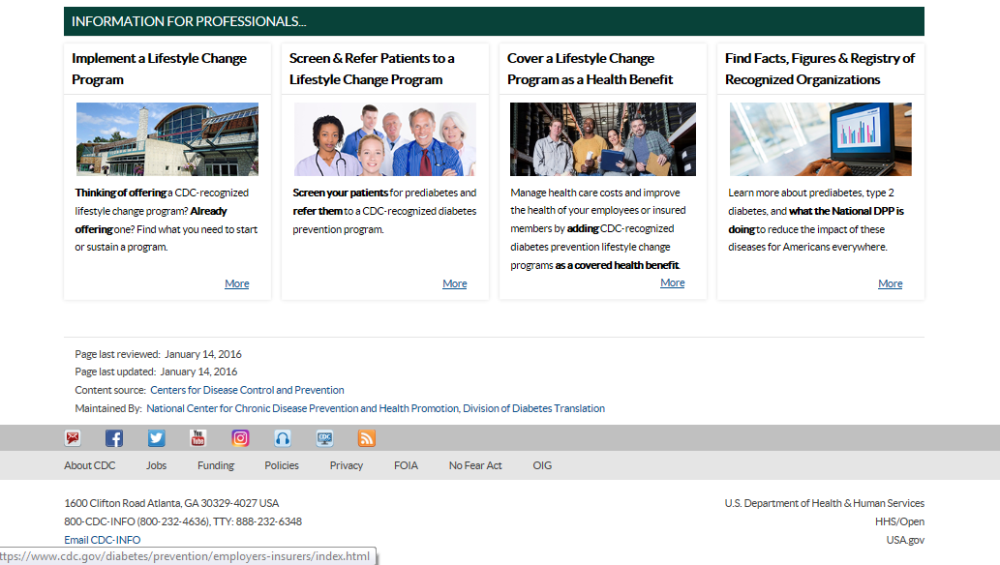 INFORMATION FOR PROFESSIONALS...
Implement a Lifestyle Change
Program
Thinking of offering a CDC-recognized
lifestyle change program? Already
offering one? Find what you need to start
or sustain a program.
More
Screen & Refer Patients to a
Lifestyle Change Program
Screen your patients for prediabetes and
refer them to a CDC-recognized diabetes
prevention program.
More
Cover a Lifestyle Change
Program as a Health Benefit
Manage health care costs and improve
the health of your employees or insured
members by adding CDC-recognized
diabetes prevention lifestyle change
programs as a covered health benefit.
More
Find Facts, Figures & Registry of
Recognized Organizations
Learn more about prediabetes, type 2
diabetes, and what the National DPP is
doing to reduce the impact of these
diseases for Americans everywhere.
More
Page last reviewed: January 14, 2016
Page last updated: January 14, 2016
Content source: Centers for Disease Control and Prevention
Maintained By: National Center for Chronic Disease Prevention and Health Promotion, Division of Diabetes Translation
You Tube
CDC
About CDC Jobs Funding Policies Privacy FOIA No Fear Act OIG
1600 Clifton Road Atlanta, GA 30329-4027 USA
800-CDC-INFO (800-232-4636), TTY: 888-232-6348
Email CDC-INFO
U.S. Department of Health & Human Services
HHS/Open
USA.gov
ttps://www.cdc.gov/diabetes/prevention/employers-insurers/index.html